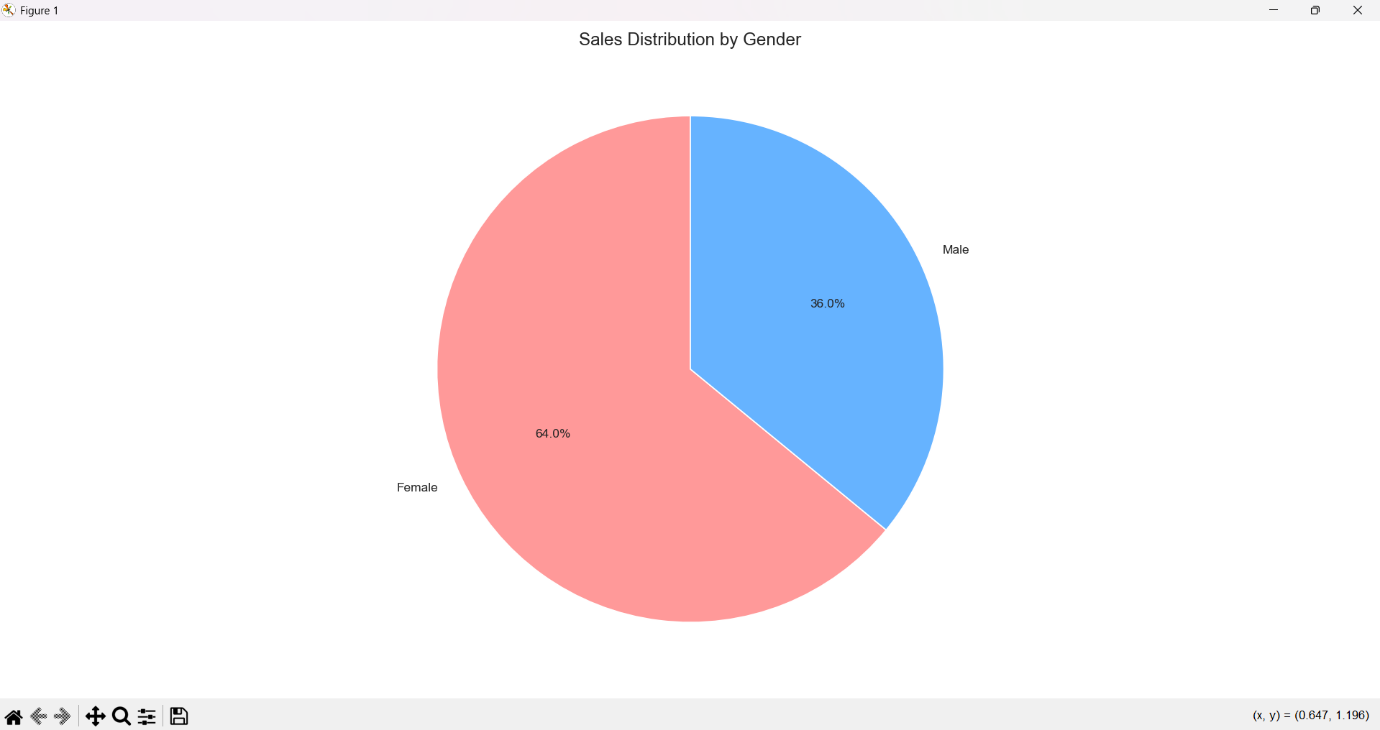 Figure 1
Sales Distribution by Gender
Male
36.0%
64.0%
Female
(x, y) = (0.647, 1.196)